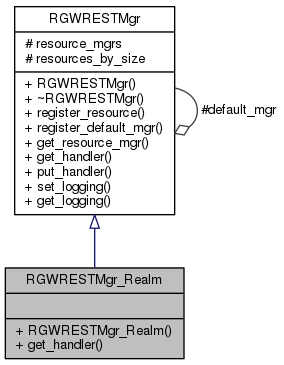 RGWRESTMgr
# resource_mgrs
# resources_by_size
+ RGWRESTMgr()
+ ~RGWRESTMgr()
+ register_resource()
+ register_default_mgr()
+ get_resource_mgr()
+ get_handler()
+ put_handler()
+ set_logging()
+ get_logging()
#default_mgr
RGWRESTMgr_Realm
+ RGWRESTMgr_Realm()
+ get_handler()